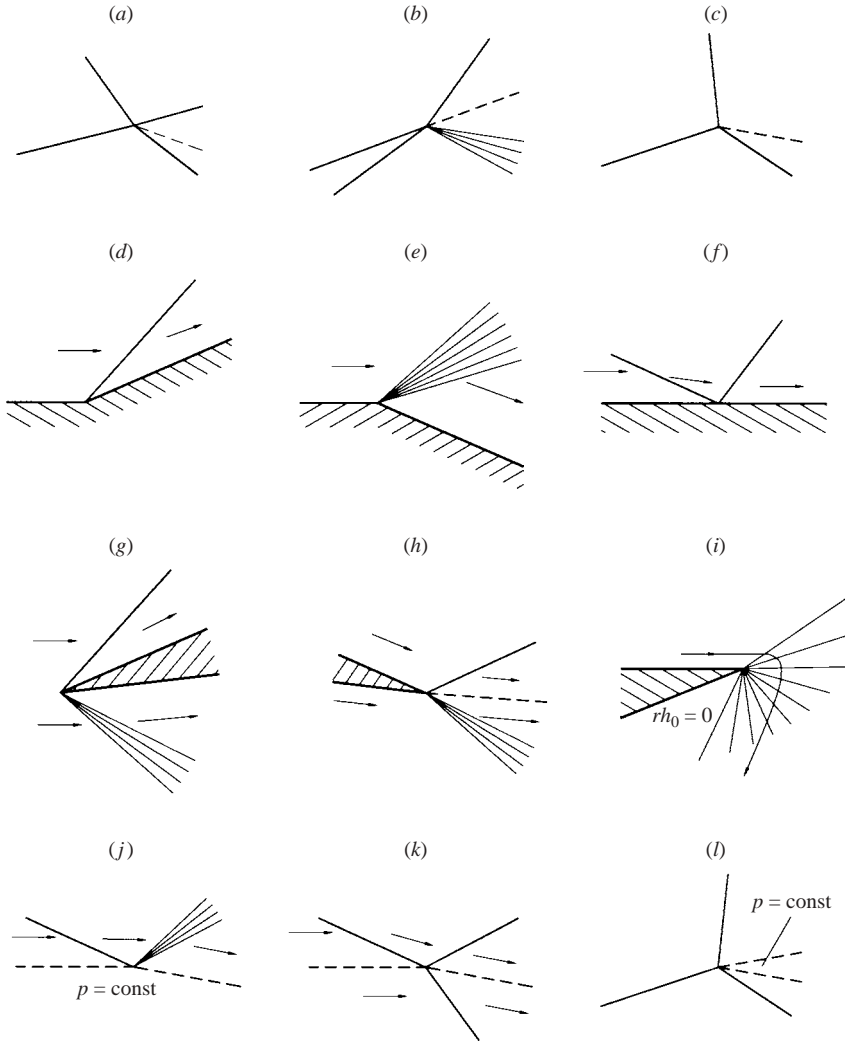 (a) (b) (c)
(d) (e) (f)
(g) (h) (i)
rh₀ = 0
(j) (k) (l)
p = const
p = const